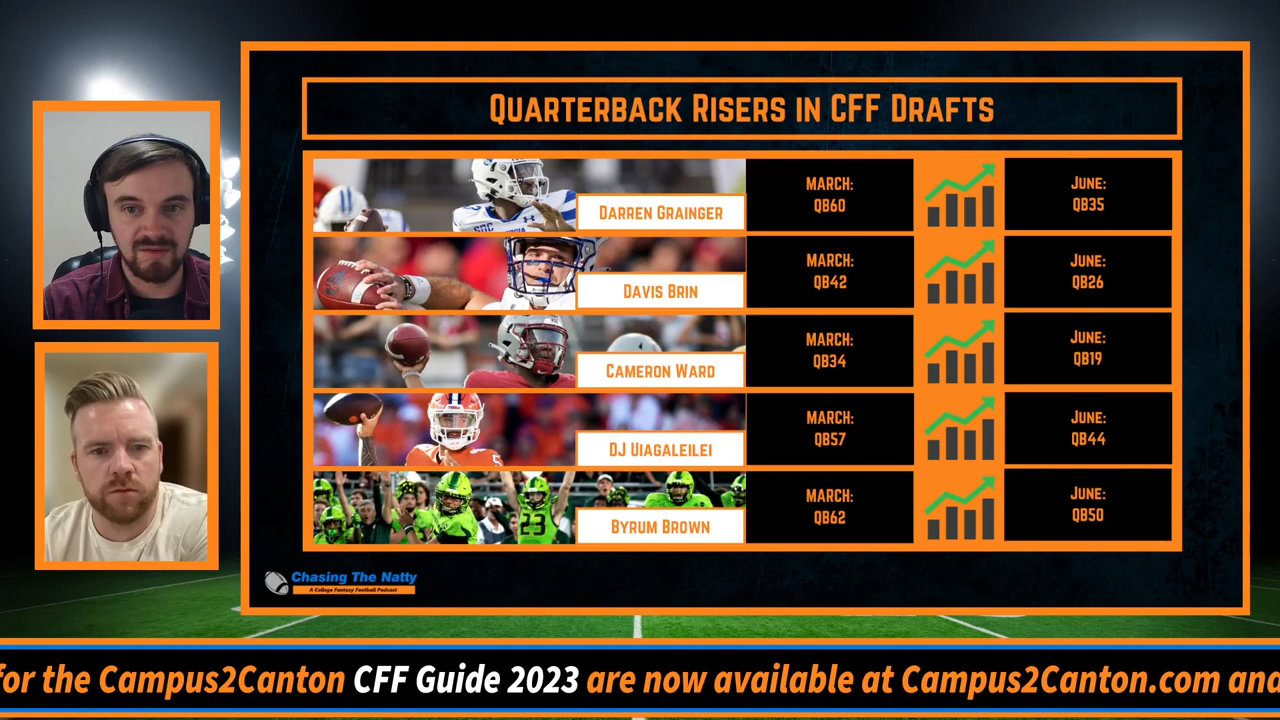 QUARTERBACK RISERS IN CFF DRAFTS
DARREN GRAINGER
MARCH:
QB60
JUNE:
QB35
DAVIS BRIN
MARCH:
QB42
JUNE:
QB26
CAMERON WARD
MARCH:
QB34
JUNE:
QB19
DJ UIAGALEILEI
MARCH:
QB57
JUNE:
QB44
23
BYRUM BROWN
MARCH:
QB62
JUNE:
QB50
Chasing The Natty
A College Fantasy Football Podcast
for the Campus2Canton CFF Guide 2023 are now available at Campus2Canton.com and